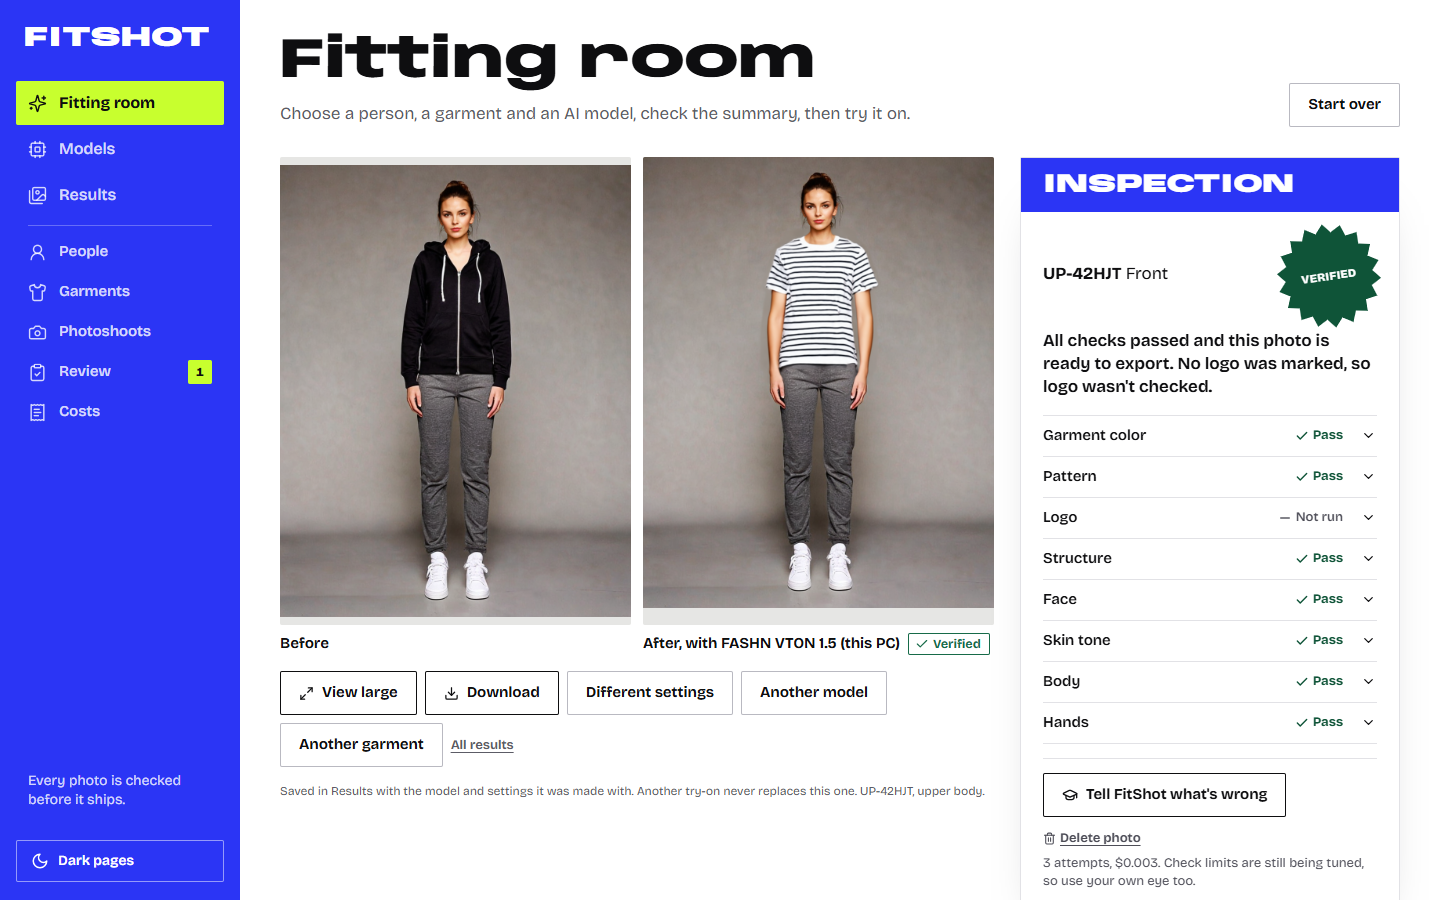 FITSHOT
Fitting room
Models
Results
People
Garments
Photoshoots
Review
1
Costs
Every photo is checked
before it ships.
Dark pages
Fitting room
Choose a person, a garment and an AI model, check the summary, then try it on.
Start over
Before
After, with FASHN VTON 1.5 (this PC)
Verified
View large
Download
Different settings
Another model
Another garment
All results
Saved in Results with the model and settings it was made with. Another try-on never replaces this one. UP-42HJT, upper body.
INSPECTION
UP-42HJT Front
VERIFIED
All checks passed and this photo is
ready to export. No logo was marked, so
logo wasn't checked.
Garment color
Pass
Pattern
Pass
Logo
Not run
Structure
Pass
Face
Pass
Skin tone
Pass
Body
Pass
Hands
Pass
Tell FitShot what's wrong
Delete photo
3 attempts, $0.003. Check limits are still being tuned,
so use your own eye too.